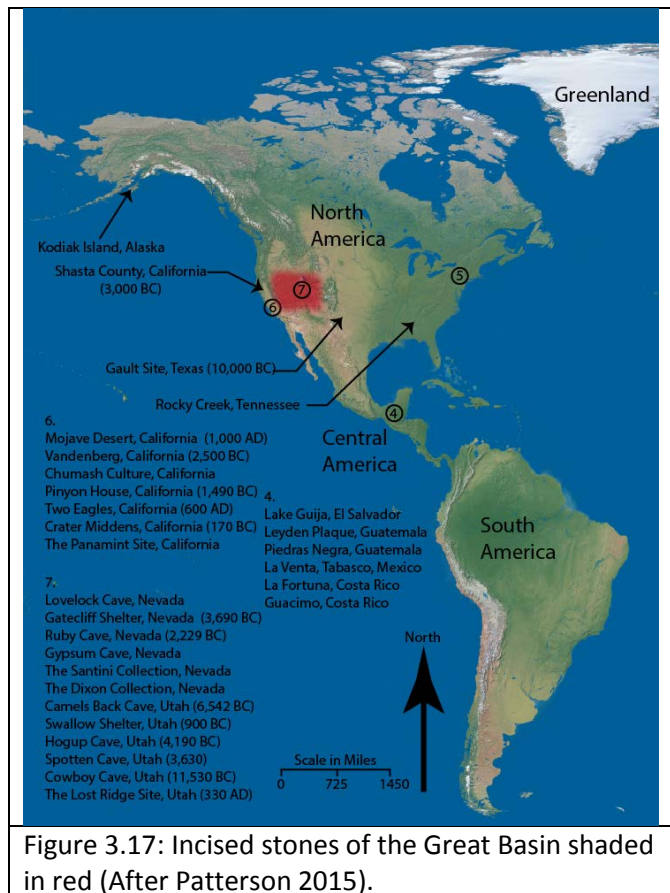 Greenland
North
America
Kodiak Island, Alaska
Shasta County, California
(3,000 BC)
5
7
6
Gault Site, Texas (10,000 BC)
Rocky Creek, Tennessee
4
Central
America
South
America
6.
Mojave Desert, California (1,000 AD)
Vandenberg, California (2,500 BC)
Chumash Culture, California
Pinyon House, California (1,490 BC)
Two Eagles, California (600 AD)
Crater Middens, California (170 BC)
The Panamint Site, California
4.
Lake Guija, El Salvador
Leyden Plaque, Guatemala
Piedras Negra, Guatemala
La Venta, Tabasco, Mexico
La Fortuna, Costa Rico
Guacimo, Costa Rico
7.
Lovelock Cave, Nevada
Gatecliff Shelter, Nevada (3,690 BC)
Ruby Cave, Nevada (2,229 BC)
Gypsum Cave, Nevada
The Santini Collection, Nevada
The Dixon Collection, Nevada
Camels Back Cave, Utah (6,542 BC)
Swallow Shelter, Utah (900 BC)
Hogup Cave, Utah (4,190 BC)
Spotten Cave, Utah (3,630)
Cowboy Cave, Utah (11,530 BC)
The Lost Ridge Site, Utah (330 AD)
North
Scale in Miles
0 725 1450
Figure 3.17: Incised stones of the Great Basin shaded
in red (After Patterson 2015).